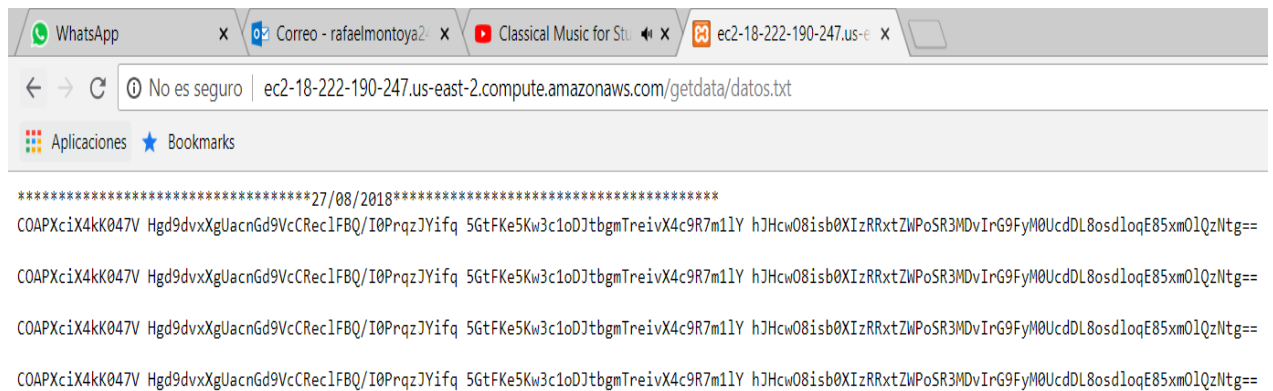 WhatsApp
Correo - rafaelmontoya24
Classical Music for Stu
ec2-18-222-190-247.us-e
No es seguro | ec2-18-222-190-247.us-east-2.compute.amazonaws.com/getdata/datos.txt
Aplicaciones Bookmarks
************************************27/08/2018****************************************
COAPXciX4kK047V Hgd9dvxXgUacnGd9VcCReclFBQ/I0PrqzJYifq 5GtFKe5Kw3c1oDJtbgmTreivX4c9R7m1lY hJHcwO8isb0XIzRRxtZWPoSR3MDvIrG9FyM0UcdDL8osdloqE85xmOlQzNtg==
COAPXciX4kK047V Hgd9dvxXgUacnGd9VcCReclFBQ/I0PrqzJYifq 5GtFKe5Kw3c1oDJtbgmTreivX4c9R7m1lY hJHcwO8isb0XIzRRxtZWPoSR3MDvIrG9FyM0UcdDL8osdloqE85xmOlQzNtg==
COAPXciX4kK047V Hgd9dvxXgUacnGd9VcCReclFBQ/I0PrqzJYifq 5GtFKe5Kw3c1oDJtbgmTreivX4c9R7m1lY hJHcwO8isb0XIzRRxtZWPoSR3MDvIrG9FyM0UcdDL8osdloqE85xmOlQzNtg==
COAPXciX4kK047V Hgd9dvxXgUacnGd9VcCReclFBQ/I0PrqzJYifq 5GtFKe5Kw3c1oDJtbgmTreivX4c9R7m1lY hJHcwO8isb0XIzRRxtZWPoSR3MDvIrG9FyM0UcdDL8osdloqE85xmOlQzNtg==